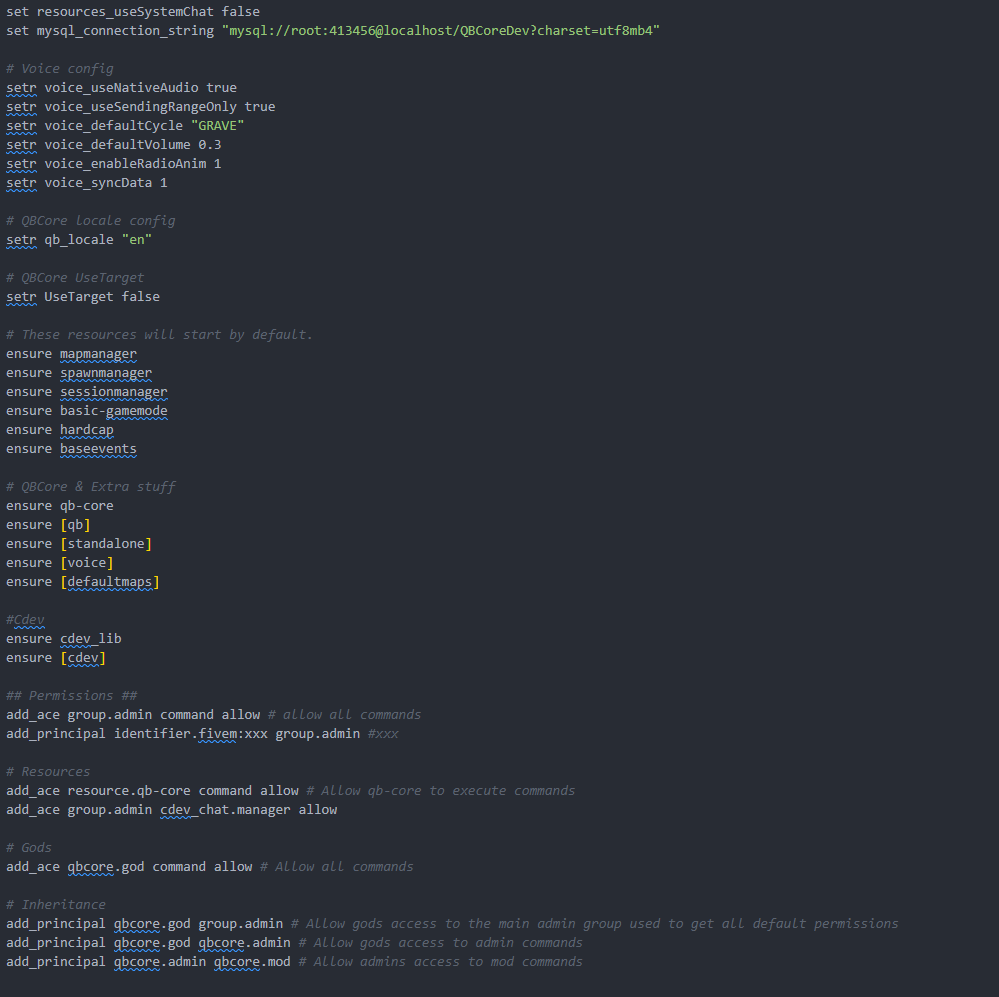 set resources_useSystemChat false
set mysql_connection_string "mysql://root:413456@localhost/QBCoreDev?charset=utf8mb4"
# Voice config
setr voice_useNativeAudio true
setr voice_useSendingRangeOnly true
setr voice_defaultCycle "GRAVE"
setr voice_defaultVolume 0.3
setr voice_enableRadioAnim 1
setr voice_syncData 1
# QBCore locale config
setr qb_locale "en"
# QBCore UseTarget
setr UseTarget false
# These resources will start by default.
ensure mapmanager
ensure spawnmanager
ensure sessionmanager
ensure basic-gamemode
ensure hardcap
ensure baseevents
# QBCore & Extra stuff
ensure qb-core
ensure [qb]
ensure [standalone]
ensure [voice]
ensure [defaultmaps]
#Cdev
ensure cdev_lib
ensure [cdev]
## Permissions ##
add_ace group.admin command allow # allow all commands
add_principal identifier.fivem:xxx group.admin #xxx
# Resources
add_ace resource.qb-core command allow # Allow qb-core to execute commands
add_ace group.admin cdev_chat.manager allow
# Gods
add_ace qbcore.god command allow # Allow all commands
# Inheritance
add_principal qbcore.god group.admin # Allow gods access to the main admin group used to get all default permissions
add_principal qbcore.god qbcore.admin # Allow gods access to admin commands
add_principal qbcore.admin qbcore.mod # Allow admins access to mod commands